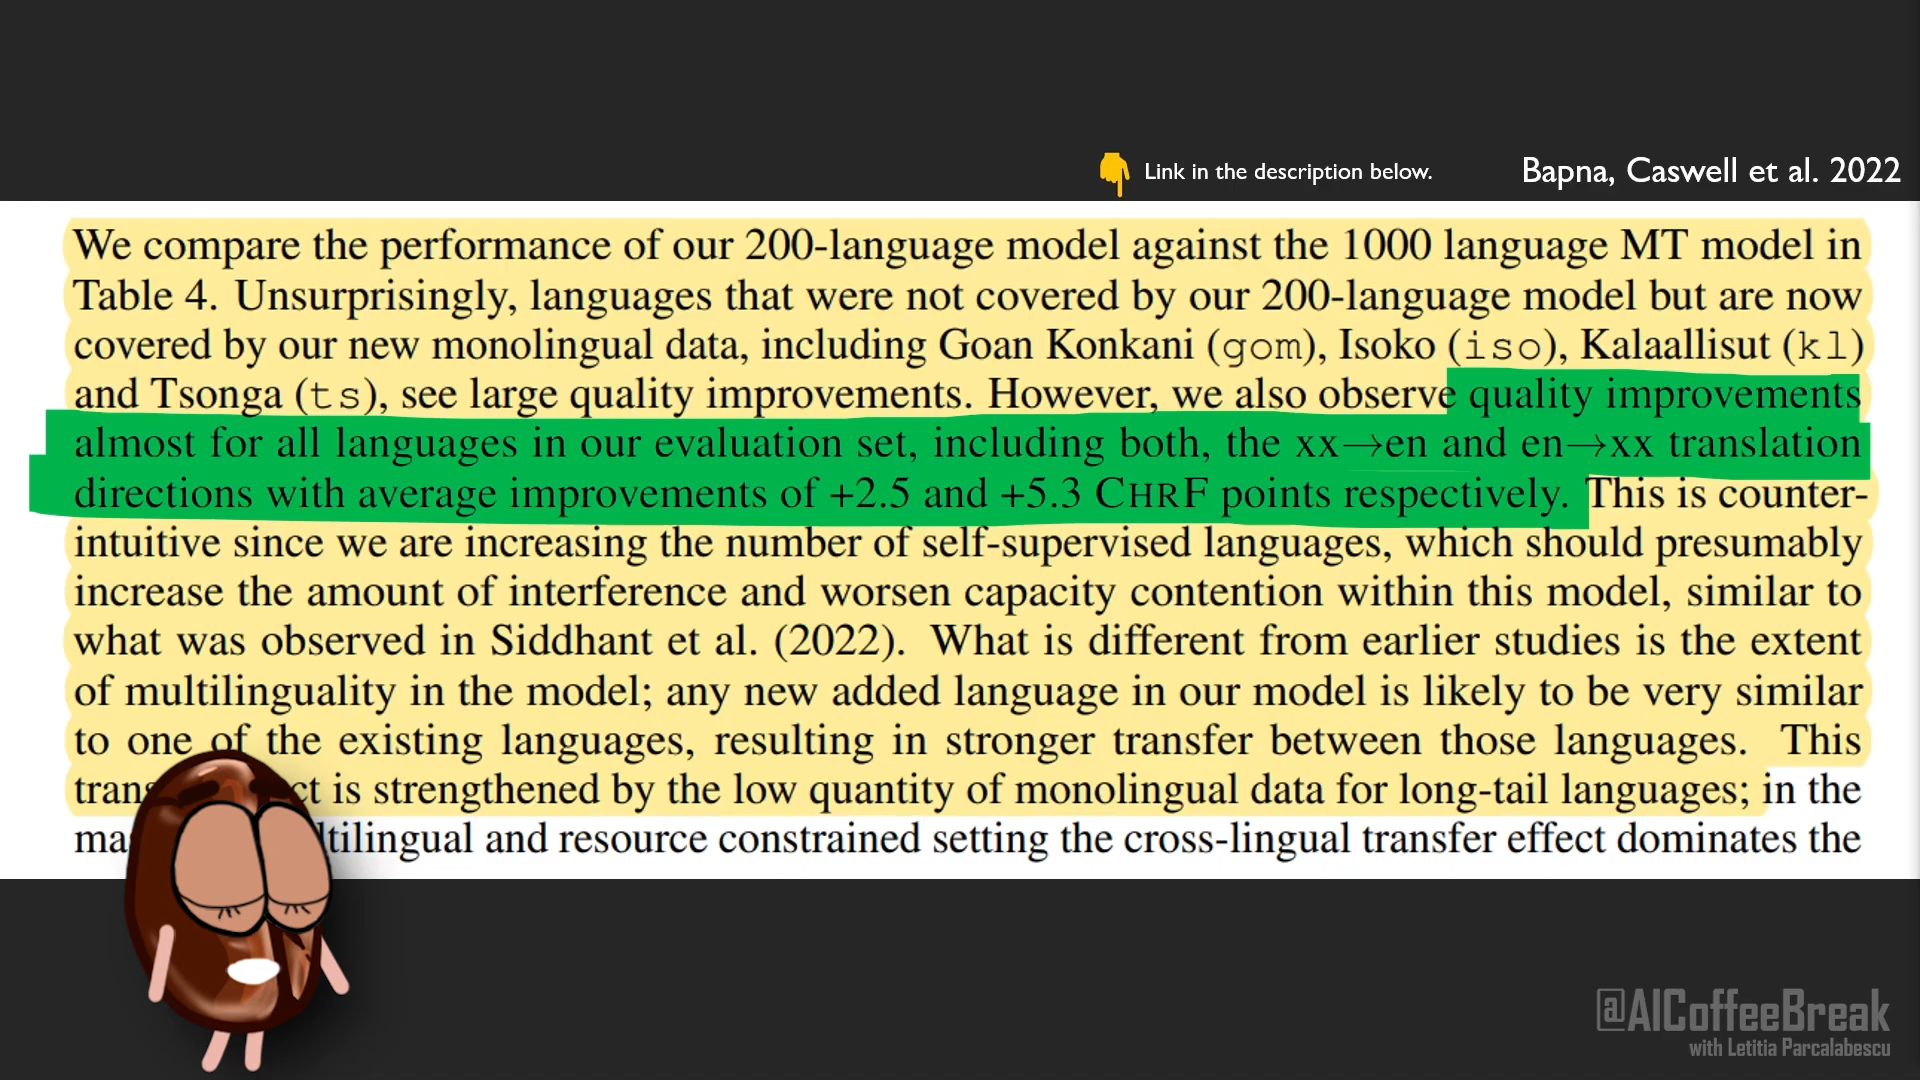 Link in the description below.
Bapna, Caswell et al. 2022
We compare the performance of our 200-language model against the 1000 language MT model in
Table 4. Unsurprisingly, languages that were not covered by our 200-language model but are now
covered by our new monolingual data, including Goan Konkani (gom), Isoko (iso), Kalaallisut (kl)
and Tsonga (ts), see large quality improvements. However, we also observe quality improvements
almost for all languages in our evaluation set, including both, the xx→en and en→xx translation
directions with average improvements of +2.5 and +5.3 CHRF points respectively. This is counter-
intuitive since we are increasing the number of self-supervised languages, which should presumably
increase the amount of interference and worsen capacity contention within this model, similar to
what was observed in Siddhant et al. (2022). What is different from earlier studies is the extent
of multilinguality in the model; any new added language in our model is likely to be very similar
to one of the existing languages, resulting in stronger transfer between those languages. This
is strengthened by the low quantity of monolingual data for long-tail languages; in the
and resource constrained setting the cross-lingual transfer effect dominates the
@AICoffeeBreak
with Letitia Parcalabescu